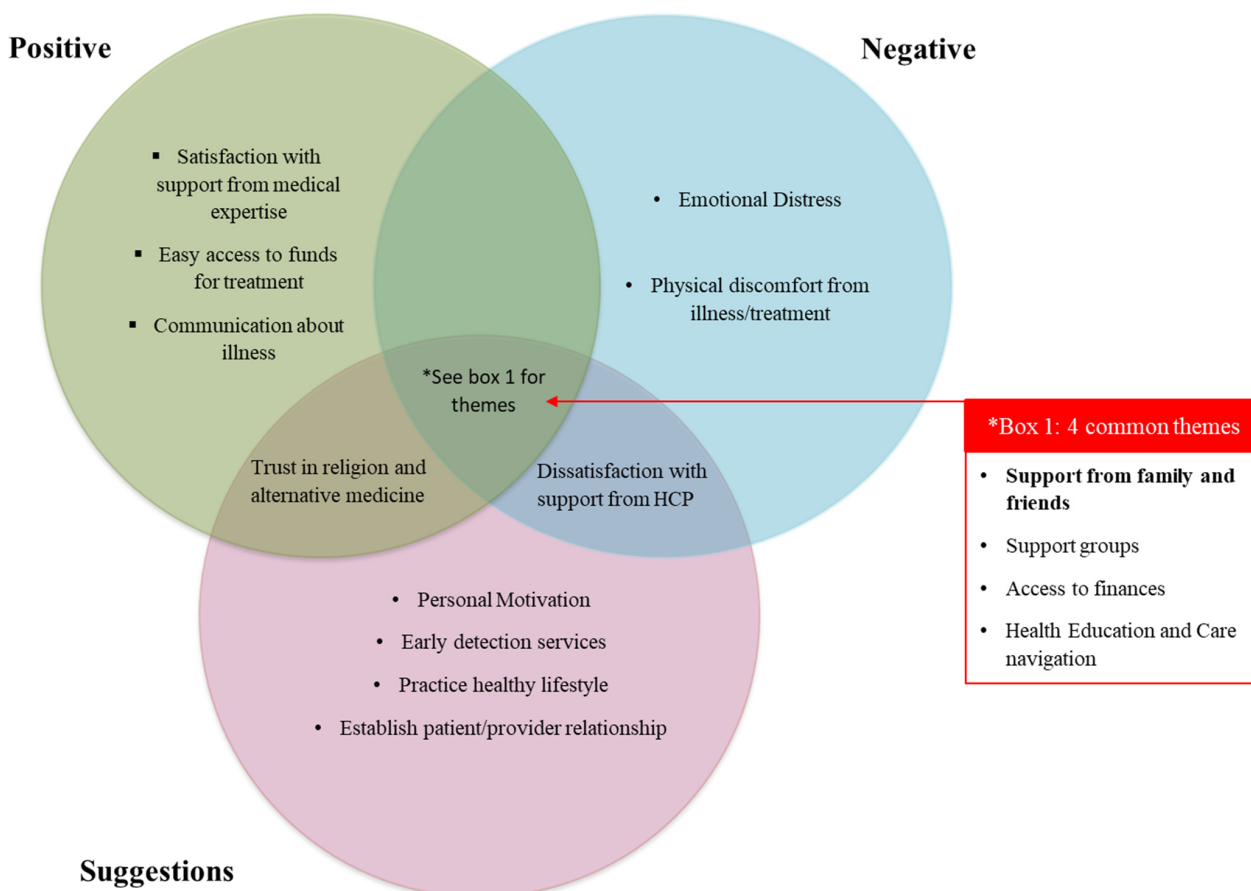 Positive
Negative
▪ Satisfaction with
support from medical
expertise
▪ Easy access to funds
for treatment
▪ Communication about
illness
• Emotional Distress
• Physical discomfort from
illness/treatment
*See box 1 for
themes
Trust in religion and
alternative medicine
Dissatisfaction with
support from HCP
• Personal Motivation
• Early detection services
• Practice healthy lifestyle
• Establish patient/provider relationship
Suggestions
*Box 1: 4 common themes
• Support from family and
friends
• Support groups
• Access to finances
• Health Education and Care
navigation